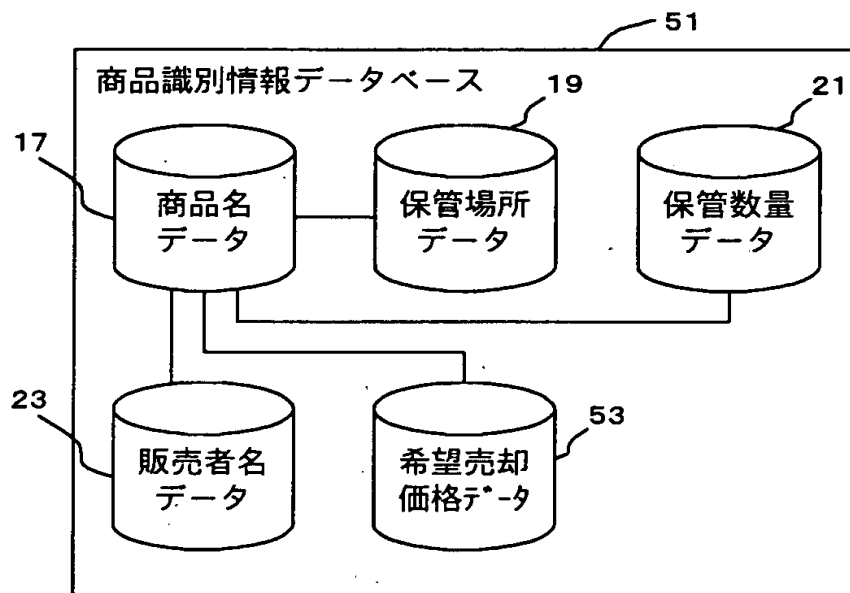 51
商品識別情報データベース
19
21
17
商品名
データ
保管場所
データ
保管数量
データ
23
53
販売者名
データ
希望売却
価格ﾃﾞｰﾀ